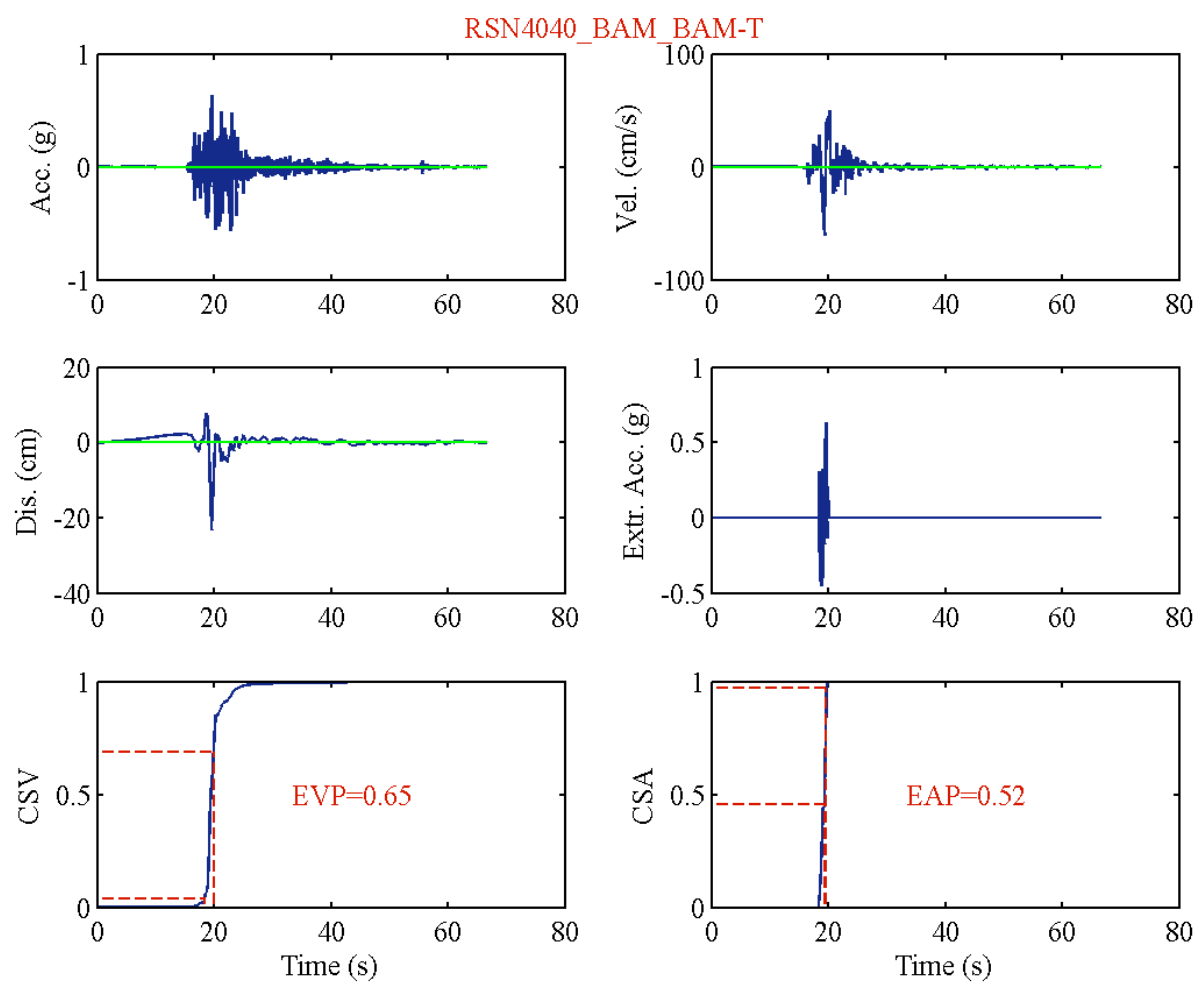 RSN4040_BAM_BAM-T
1
0
-1
Acc. (g)
0 20 40 60 80
100
0
-100
Vel. (cm/s)
0 20 40 60 80
20
0
-20
-40
Dis. (cm)
0 20 40 60 80
1
0.5
0
-0.5
Extr. Acc. (g)
0 20 40 60 80
1
0.5
0
CSV
EVP=0.65
0 20 40 60 80
Time (s)
1
0.5
0
CSA
EAP=0.52
0 20 40 60 80
Time (s)